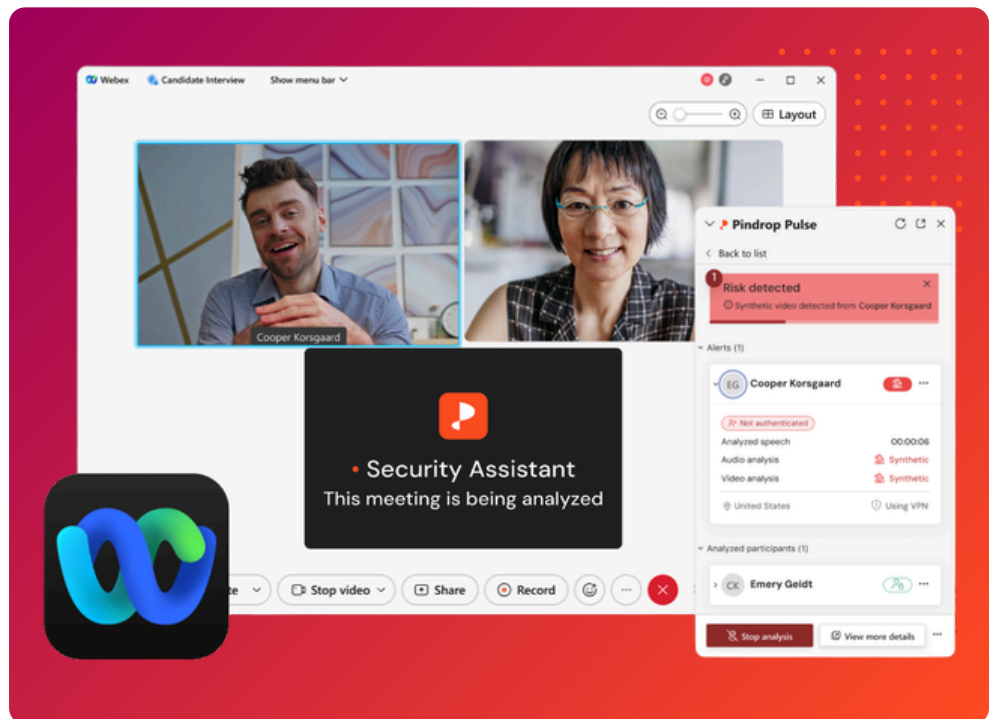 Webex Candidate Interview Show menu bar
Layout
Cooper Korsgaard
Security Assistant
This meeting is being analyzed
Stop video Share Record
Pindrop Pulse
Back to list
1
Risk detected
Synthetic video detected from Cooper Korsgaard
Alerts (1)
EG Cooper Korsgaard
Not authenticated
Analyzed speech 00:00:06
Audio analysis Synthetic
Video analysis Synthetic
United States Using VPN
Analyzed participants (1)
CK Emery Geidt
Stop analysis View more details